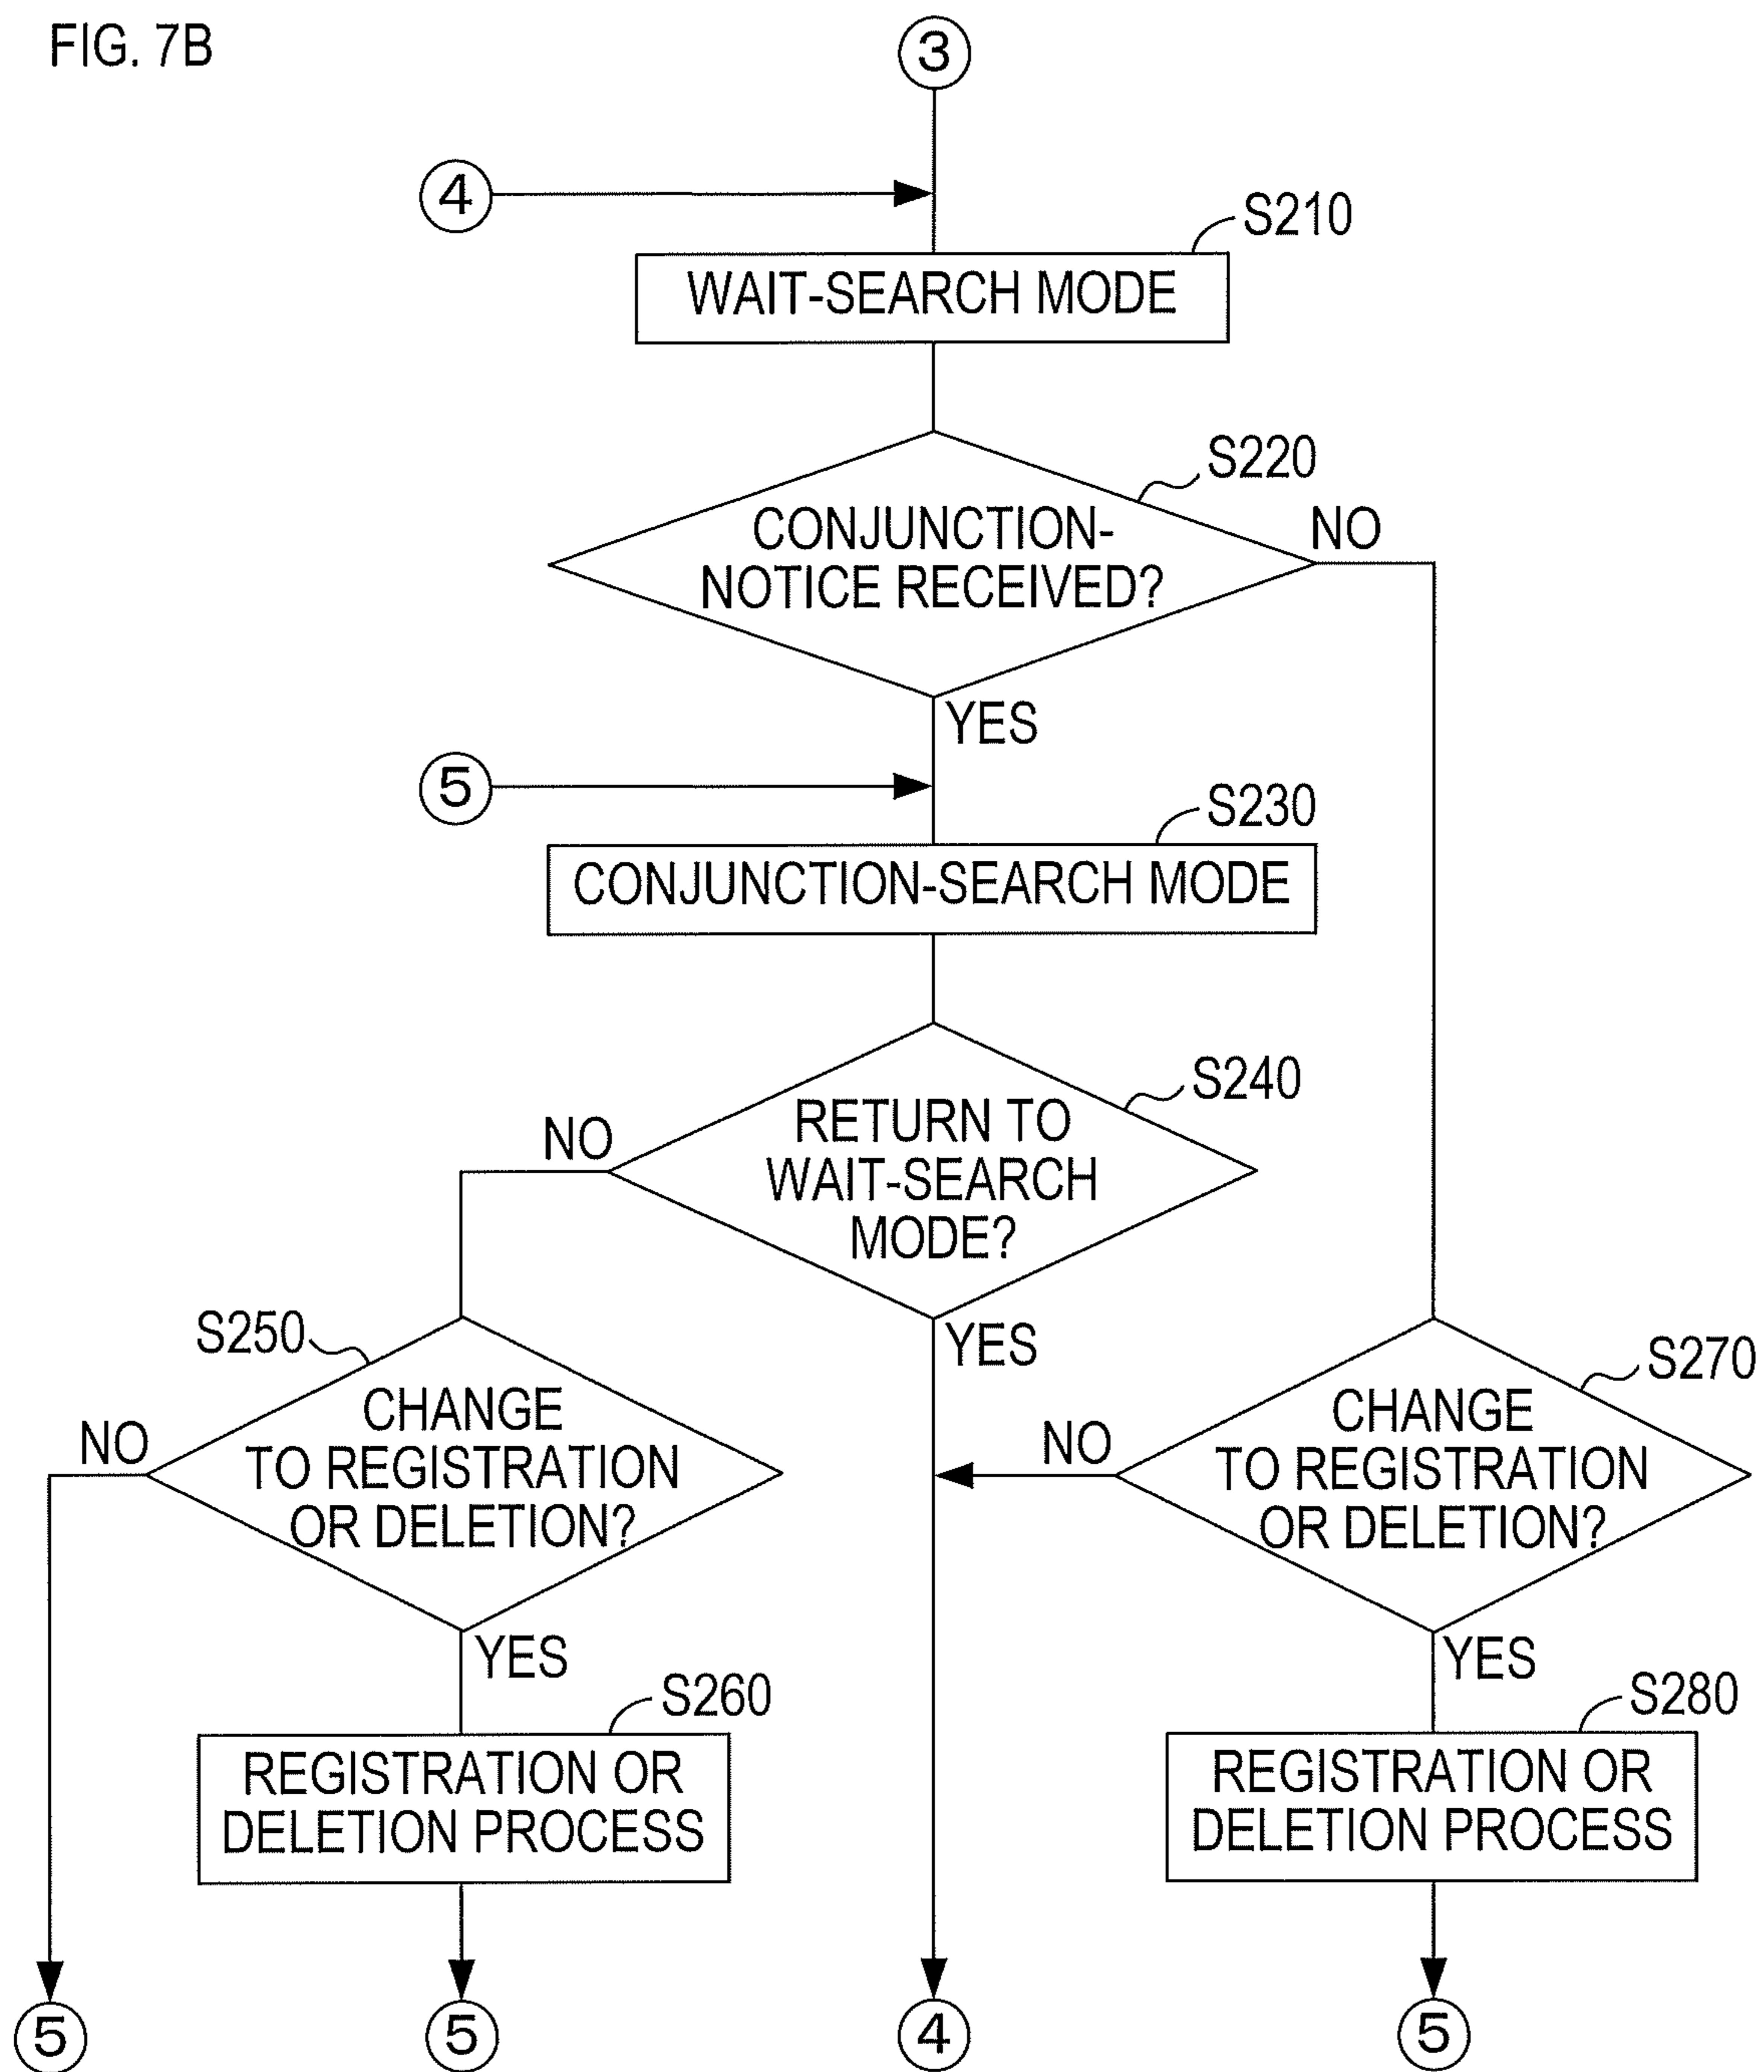 FIG. 7B
③
④
S210
WAIT-SEARCH MODE
S220
CONJUNCTION-
NOTICE RECEIVED?
NO
YES
⑤
S230
CONJUNCTION-SEARCH MODE
S240
RETURN TO
WAIT-SEARCH
MODE?
NO
YES
S250
CHANGE
TO REGISTRATION
OR DELETION?
NO
YES
S270
CHANGE
TO REGISTRATION
OR DELETION?
NO
YES
S260
REGISTRATION OR
DELETION PROCESS
S280
REGISTRATION OR
DELETION PROCESS
⑤
⑤
④
⑤